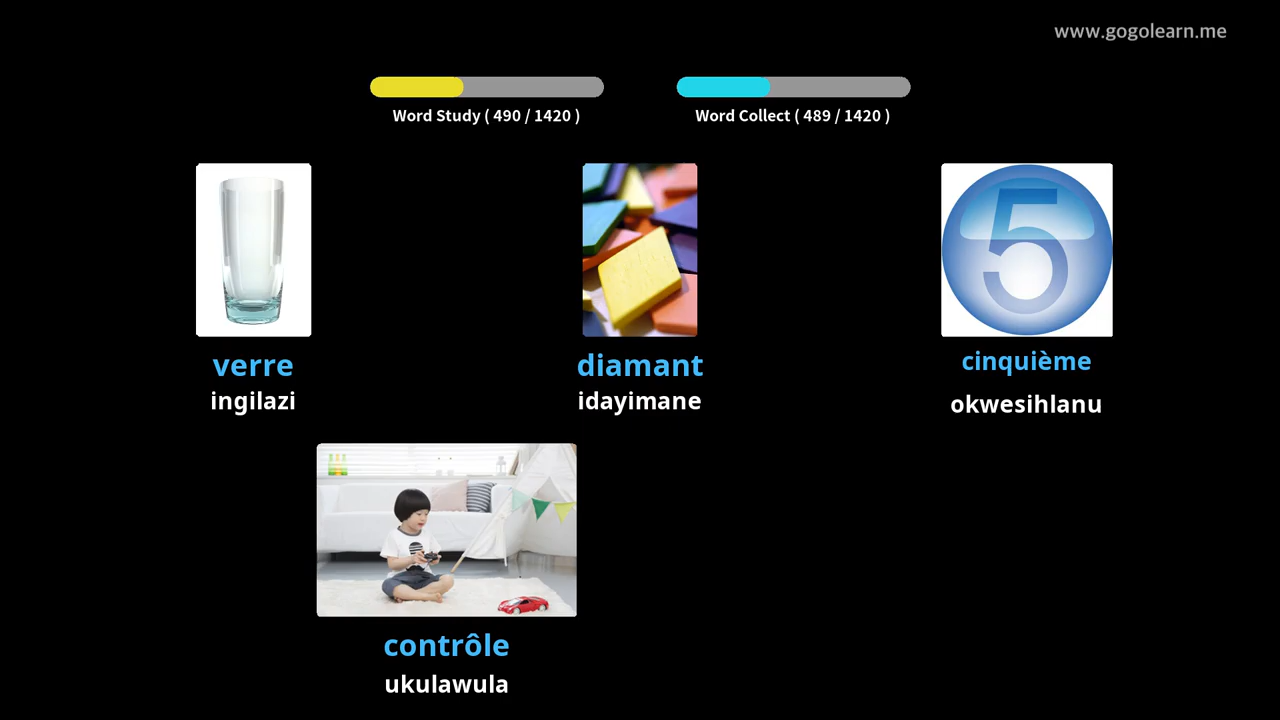 www.gogolearn.me
Word Study ( 490 / 1420 )
Word Collect ( 489 / 1420 )
verre
ingilazi
diamant
idayimane
5
cinquième
okwesihlanu
contrôle
ukulawula